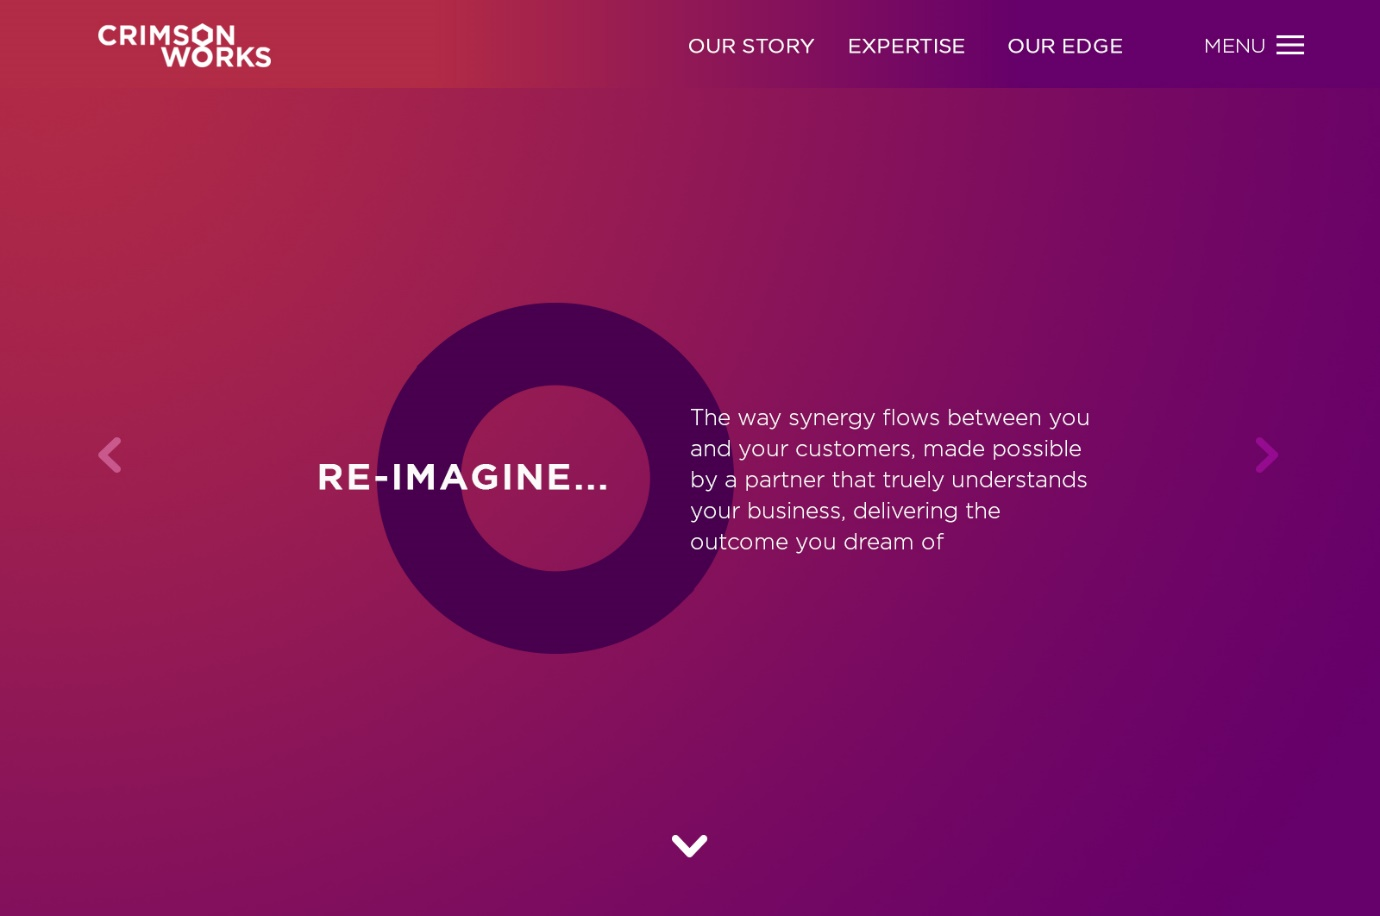 CRIMSON
WORKS
OUR STORY EXPERTISE OUR EDGE MENU
RE-IMAGINE...
The way synergy flows between you
and your customers, made possible
by a partner that truely understands
your business, delivering the
outcome you dream of